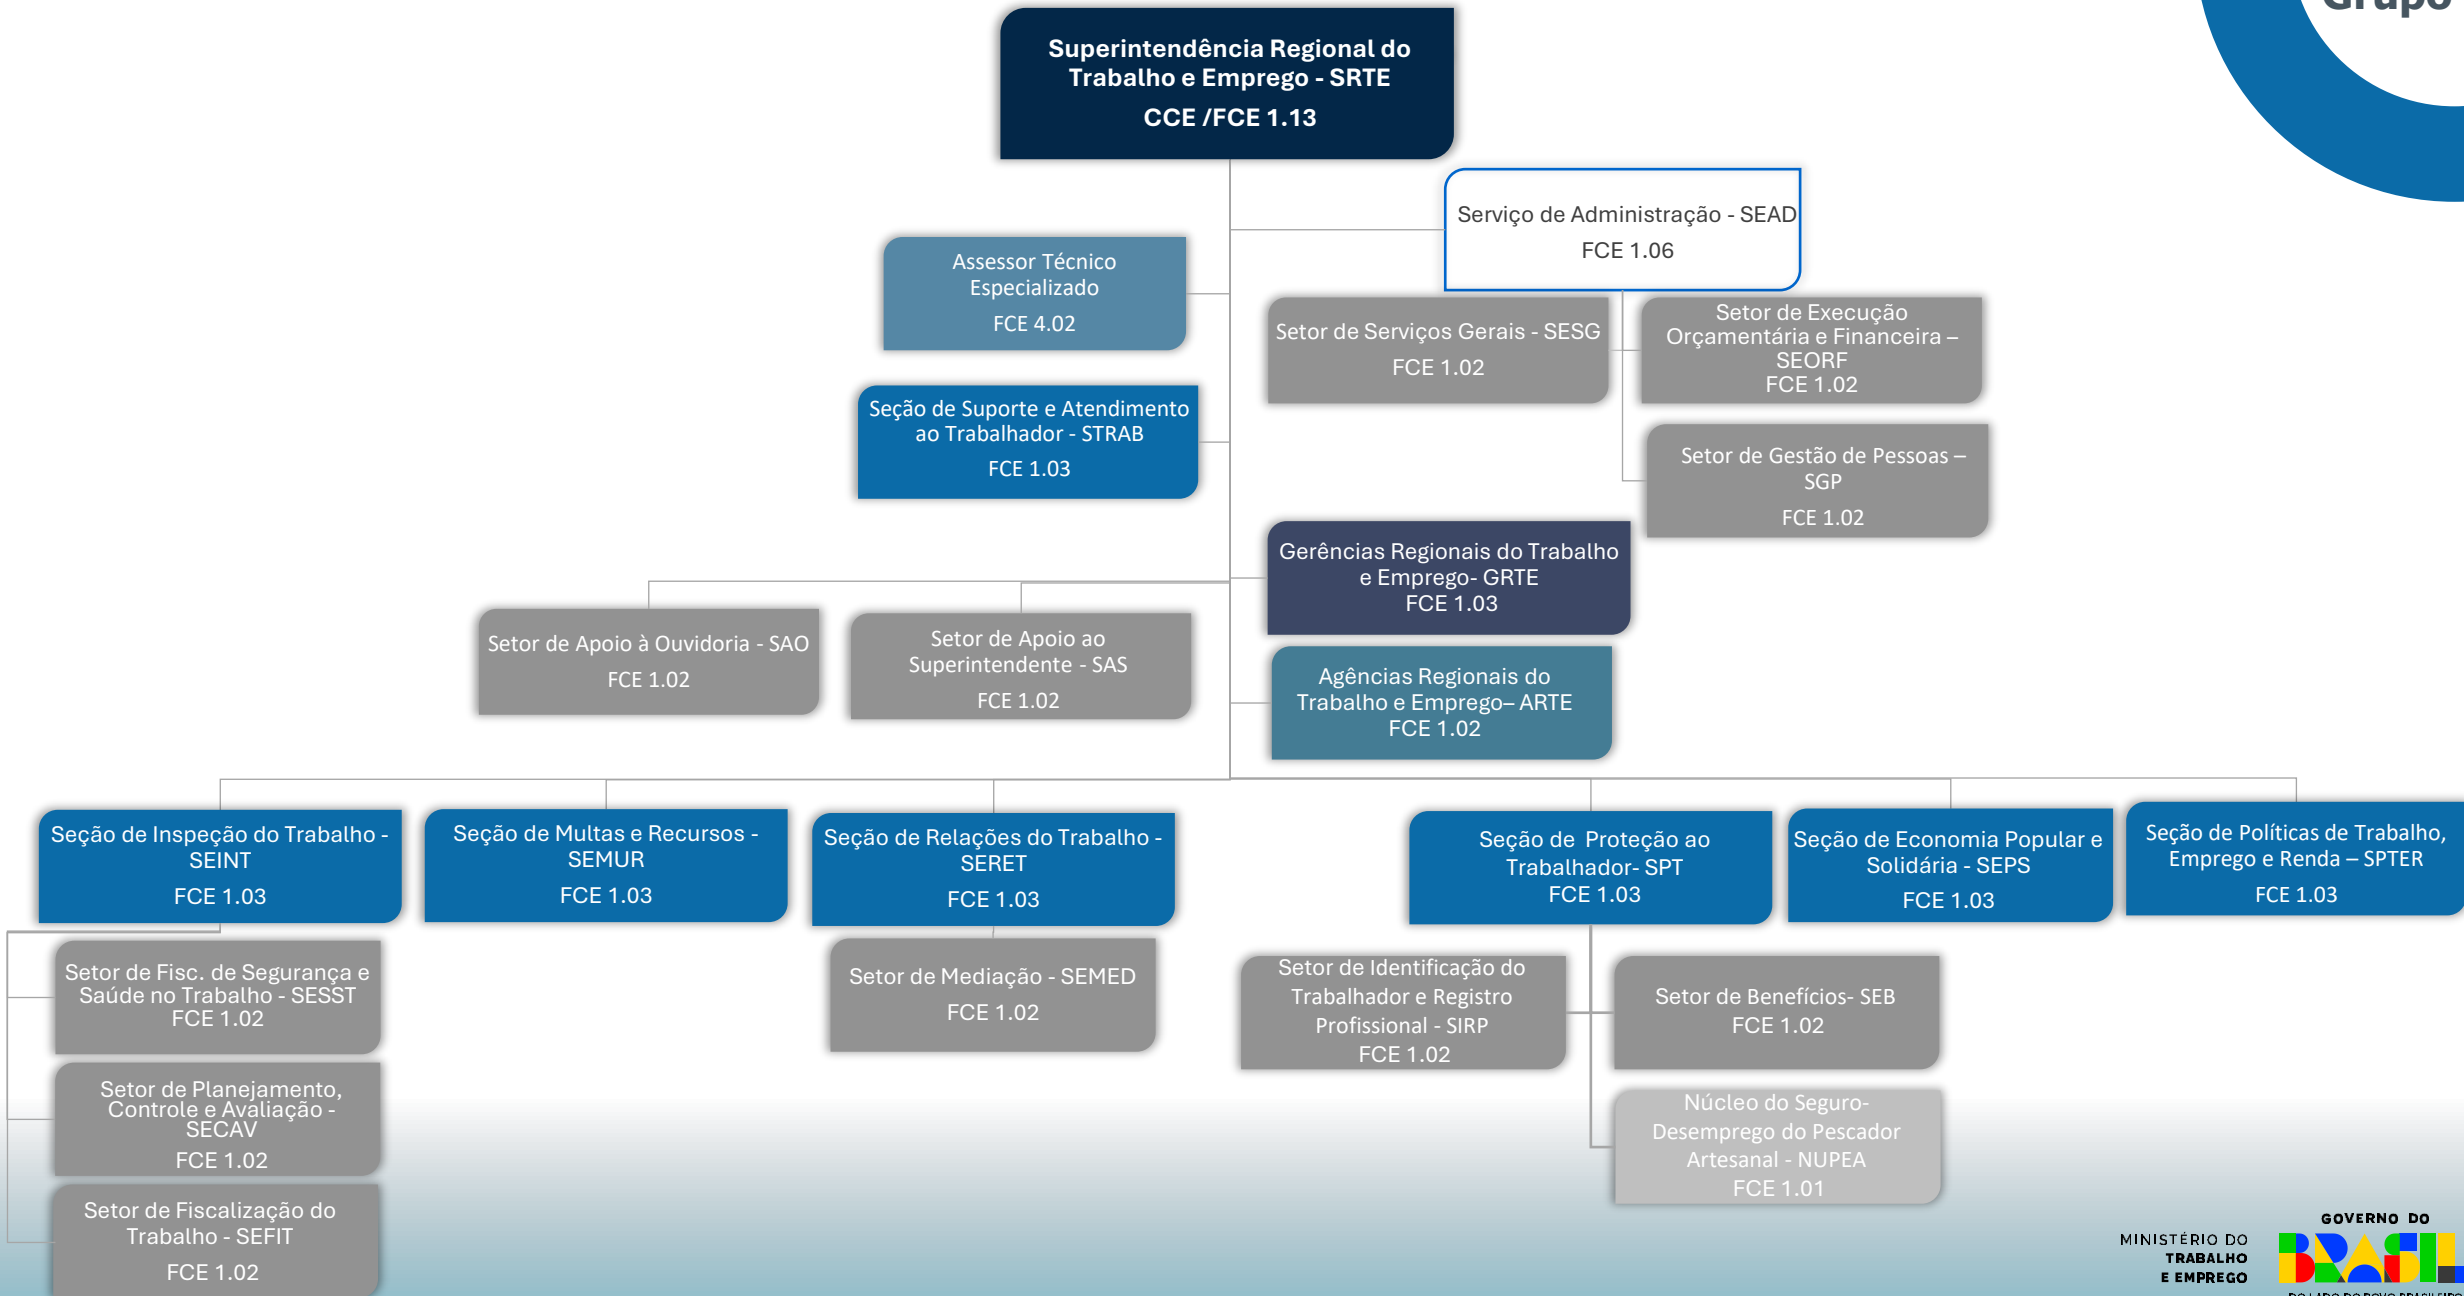 Grupo
Superintendência Regional do
Trabalho e Emprego - SRTE
CCE /FCE 1.13
Serviço de Administração - SEAD
FCE 1.06
Assessor Técnico
Especializado
FCE 4.02
Setor de Serviços Gerais - SESG
FCE 1.02
Setor de Execução
Orçamentária e Financeira –
SEORF
FCE 1.02
Seção de Suporte e Atendimento
ao Trabalhador - STRAB
FCE 1.03
Setor de Gestão de Pessoas –
SGP
FCE 1.02
Gerências Regionais do Trabalho
e Emprego- GRTE
FCE 1.03
Setor de Apoio à Ouvidoria - SAO
FCE 1.02
Setor de Apoio ao
Superintendente - SAS
FCE 1.02
Agências Regionais do
Trabalho e Emprego– ARTE
FCE 1.02
Seção de Inspeção do Trabalho -
SEINT
FCE 1.03
Seção de Multas e Recursos -
SEMUR
FCE 1.03
Seção de Relações do Trabalho -
SERET
FCE 1.03
Seção de  Proteção ao
Trabalhador- SPT
FCE 1.03
Seção de Economia Popular e
Solidária - SEPS
FCE 1.03
Seção de Políticas de Trabalho,
Emprego e Renda – SPTER
FCE 1.03
Setor de Fisc. de Segurança e
Saúde no Trabalho - SESST
FCE 1.02
Setor de Mediação - SEMED
FCE 1.02
Setor de Identificação do
Trabalhador e Registro
Profissional - SIRP
FCE 1.02
Setor de Benefícios- SEB
FCE 1.02
Setor de Planejamento,
Controle e Avaliação -
SECAV
FCE 1.02
Núcleo do Seguro-
Desemprego do Pescador
Artesanal - NUPEA
FCE 1.01
Setor de Fiscalização do
Trabalho - SEFIT
FCE 1.02
MINISTÉRIO DO
TRABALHO
E EMPREGO
GOVERNO DO
BRASIL
DO LADO DO POVO BRASILEIRO